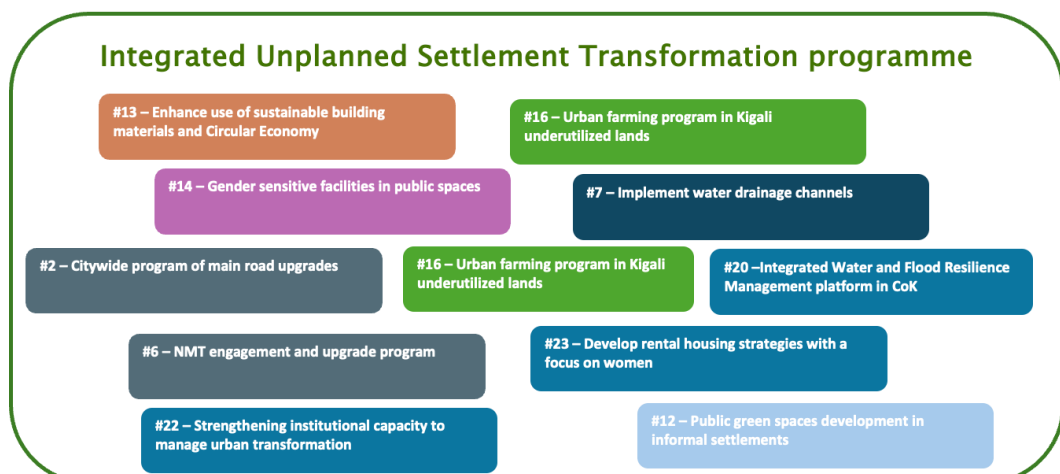 Integrated Unplanned Settlement Transformation programme
#13 – Enhance use of sustainable building
materials and Circular Economy
#16 – Urban farming program in Kigali
underutilized lands
#14 – Gender sensitive facilities in public spaces
#7 – Implement water drainage channels
#2 – Citywide program of main road upgrades
#16 – Urban farming program in Kigali
underutilized lands
#20 –Integrated Water and Flood Resilience
Management platform in CoK
#6 – NMT engagement and upgrade program
#23 – Develop rental housing strategies with a
focus on women
#22 – Strengthening institutional capacity to
manage urban transformation
#12 – Public green spaces development in
informal settlements